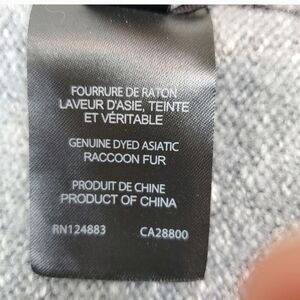 FOURRURE DE RATON
LAVEUR D'ASIE, TEINTE
ET VÉRITABLE
GENUINE DYED ASIATIC
RACCOON FUR
PRODUIT DE CHINE
PRODUCT OF CHINA
RN124883 CA28800